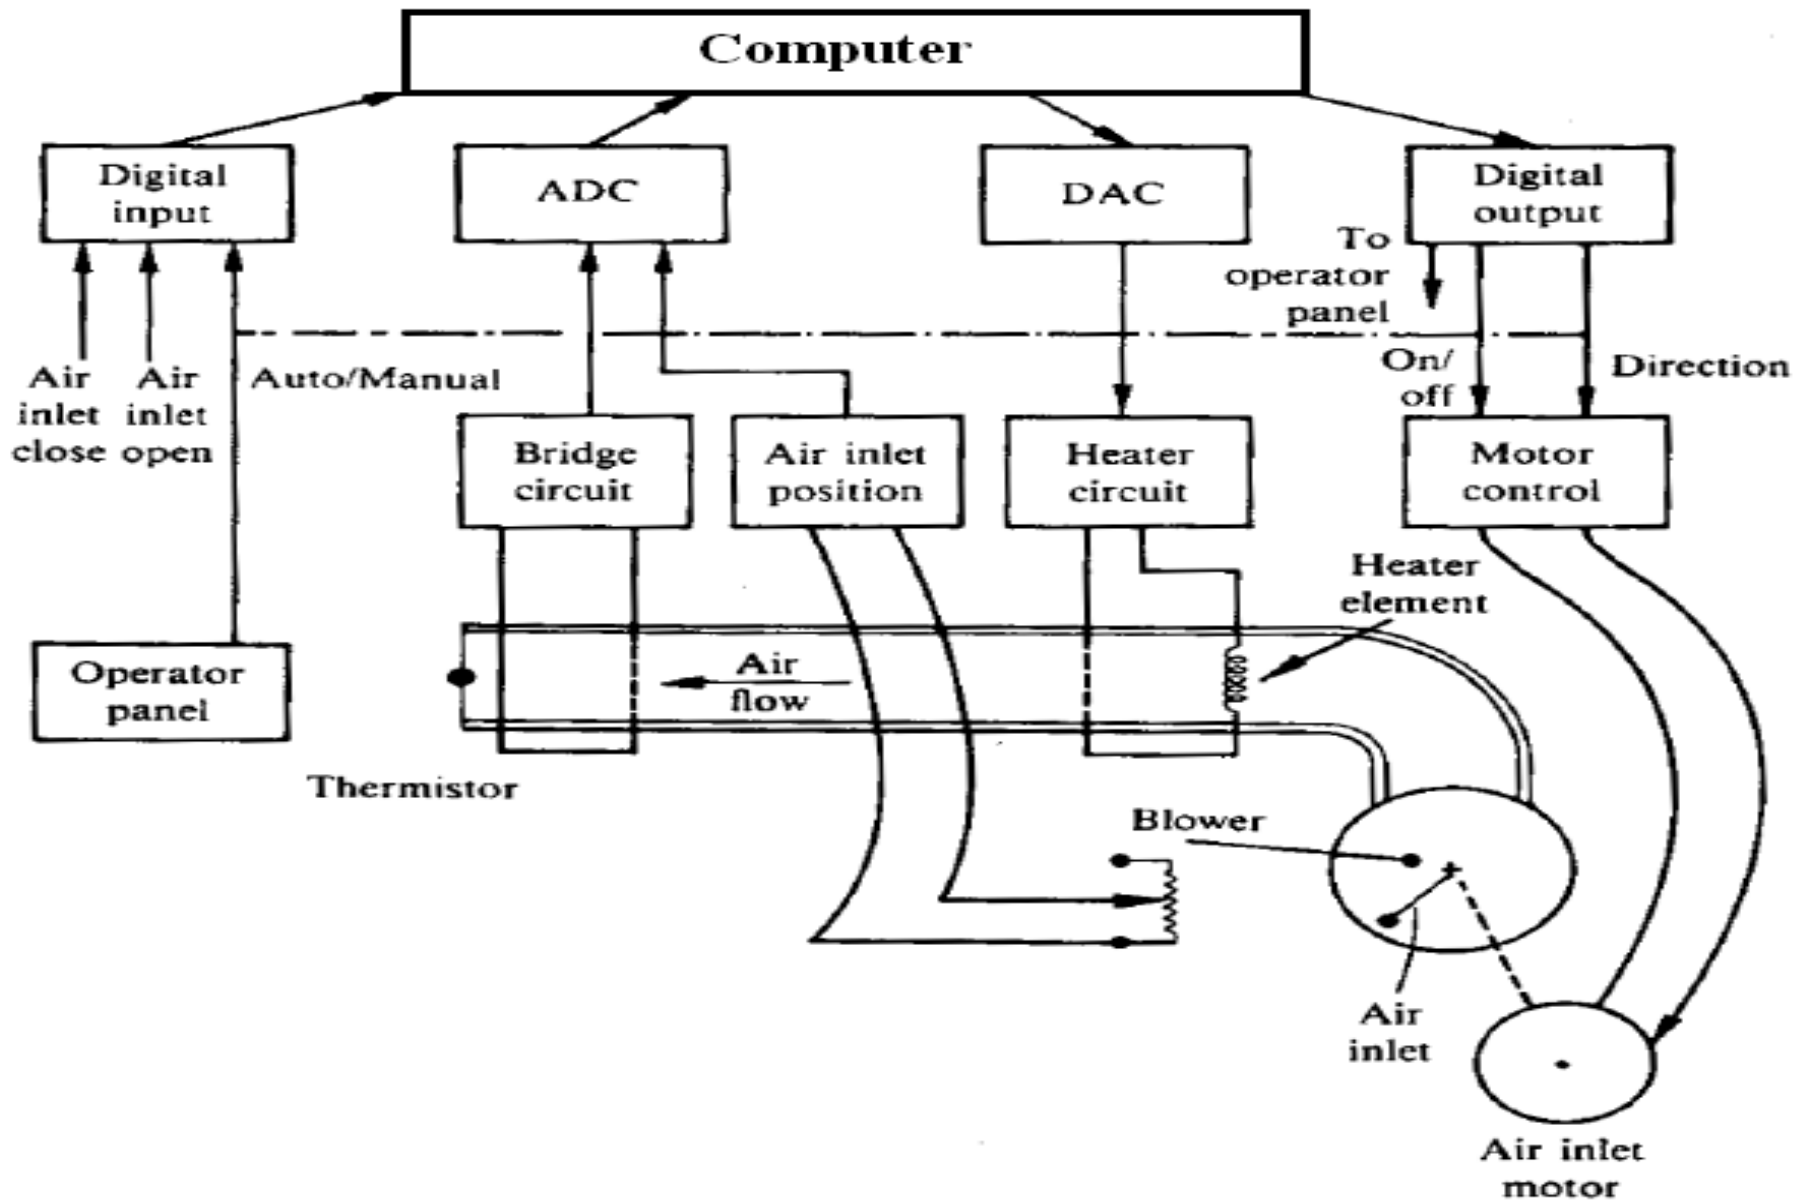 Computer
Digital
input
ADC
DAC
Digital
output
To
operator
panel
Air
inlet
close
Air
inlet
open
Auto/Manual
On/
off
Direction
Bridge
circuit
Air inlet
position
Heater
circuit
Motor
control
Heater
element
Operator
panel
Air
flow
Thermistor
Blower
Air
inlet
Air inlet
motor